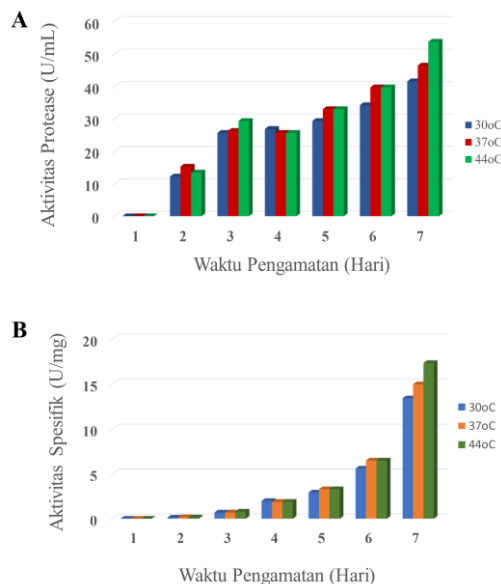 A
Aktivitas Protease (U/mL)
60
50
40
30
20
10
0
1 2 3 4 5 6 7
Waktu Pengamatan (Hari)
30oC
37oC
44oC
B
Aktivitas Spesifik (U/mg)
20
15
10
5
0
1 2 3 4 5 6 7
Waktu Pengamatan (Hari)
30oC
37oC
44oC